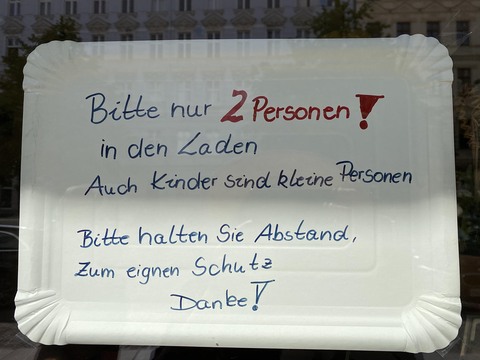 Bitte nur 2 Personen!
in den Laden
Auch Kinder sind kleine Personen
Bitte halten Sie Abstand,
Zum eignen Schutz
Danke!